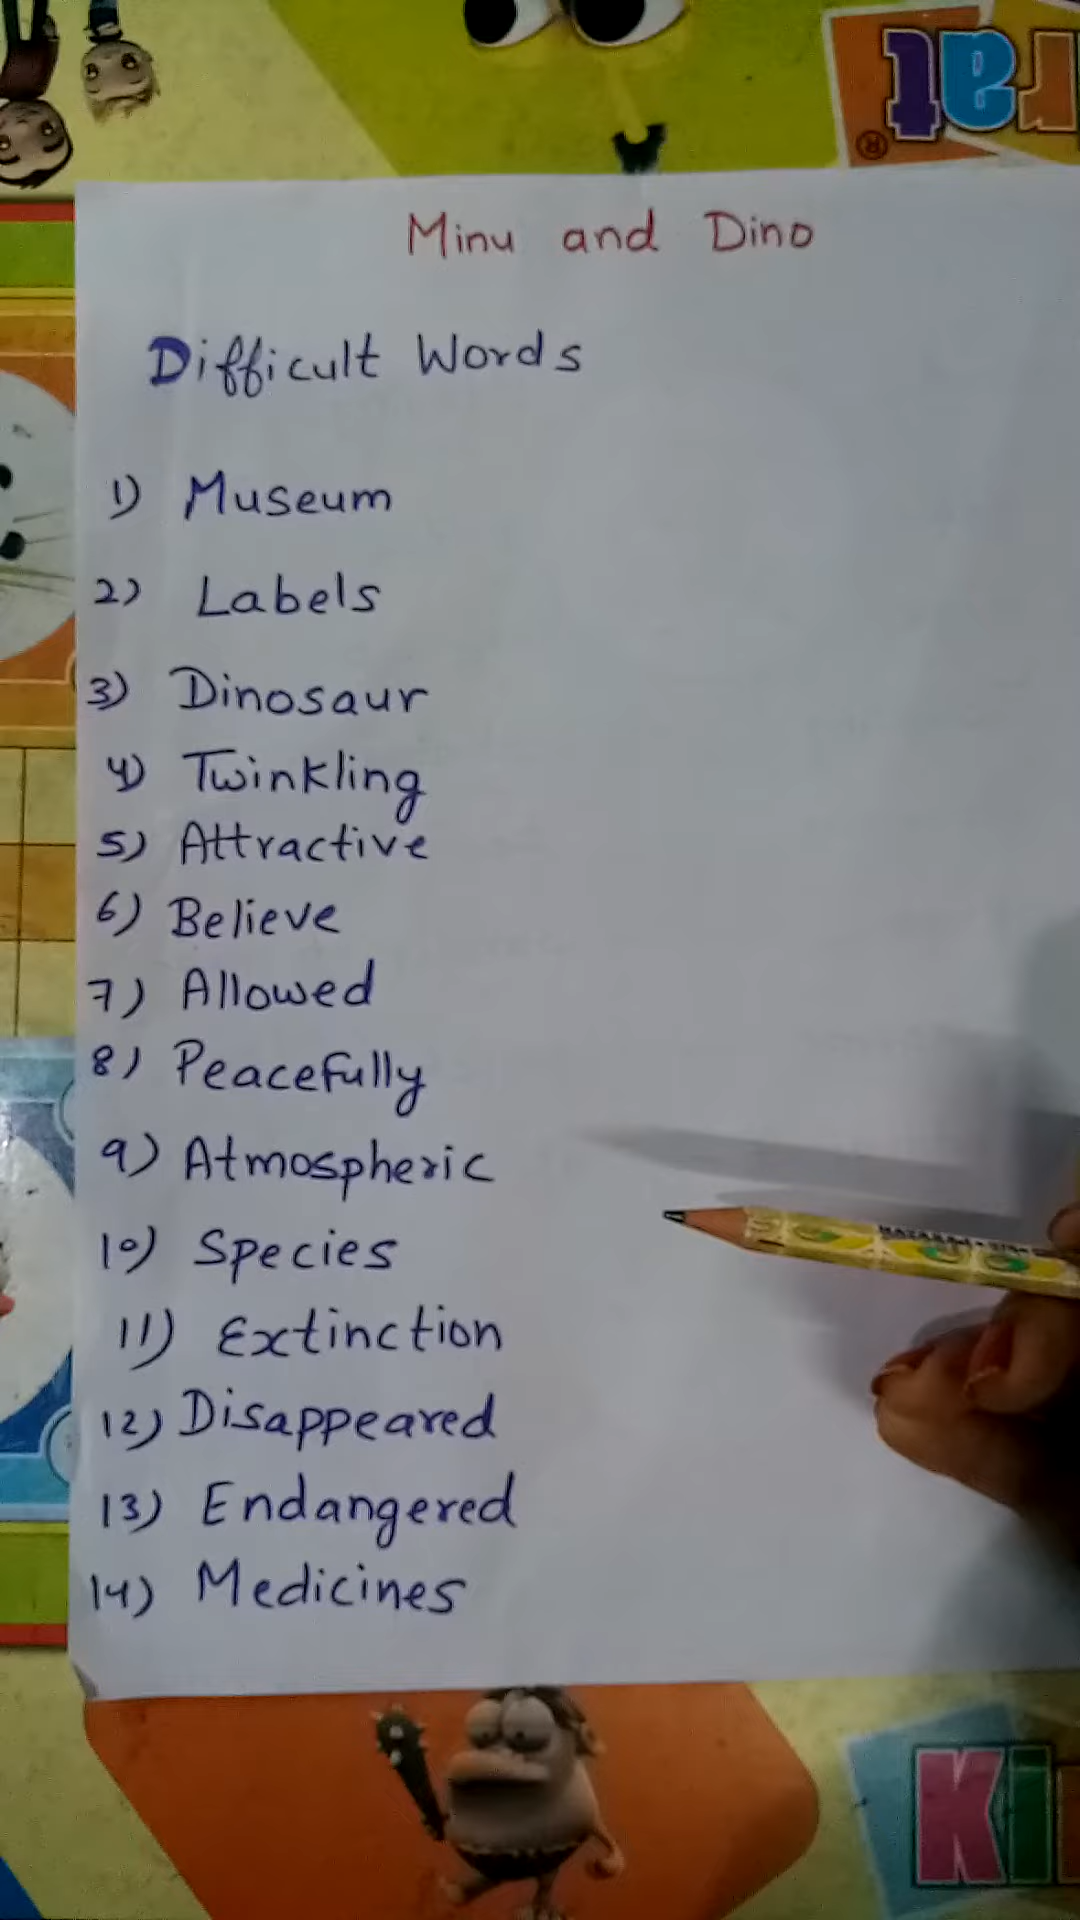 Minu and Dino
Difficult Words
1) Museum
2) Labels
3) Dinosaur
4) Twinkling
5) Attractive
6) Believe
7) Allowed
8) Peacefully
9) Atmospheric
10) Species
11) Extinction
12) Disappeared
13) Endangered
14) Medicines
Ki